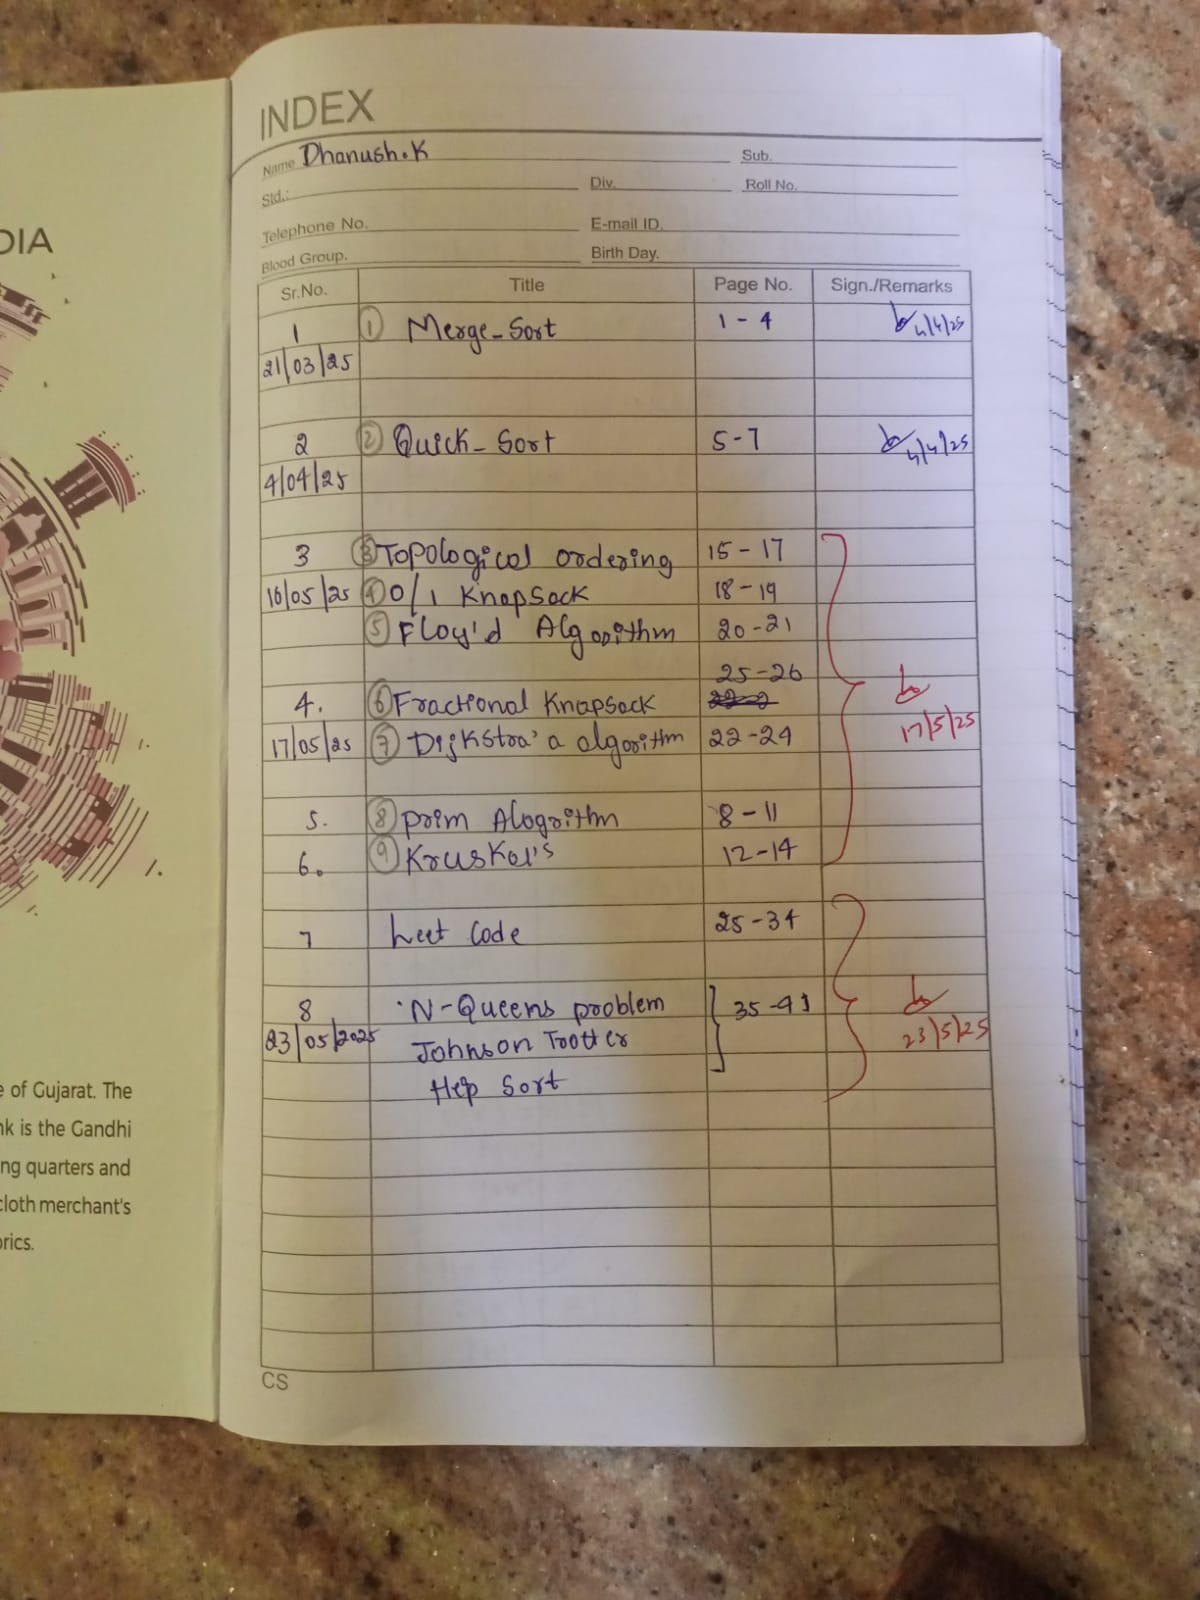 INDEX
Name Dhanush.K
Sub.
Std.:
Div.
Roll No.
Telephone No.
E-mail ID.
Blood Group.
Birth Day.
Sr.No. Title Page No. Sign./Remarks
1 ① Merge-Sort 1-4 4/4/25
21/03/25
2 ② Quick-Sort 5-7 4/4/25
4/04/25
3 ③ Topological ordering 15-17
16/05/25 ④ 0/1 Knapsack 18-19
⑤ Floy'd Algorithm 20-21
25-26
4. ⑥ Fractional Knapsack
17/05/25 ⑦ Dijkstra's algorithm 22-24
17/5/25
5. ⑧ prim Alogrithm 8-11
6. ⑨ Kruskal's 12-14
7 Leet Code 25-34
8 N-Queens problem 35-41
23/05/2025 Johnson Trotter 23/5/25
Hep Sort
CS
DIA
e of Gujarat. The
nk is the Gandhi
ng quarters and
cloth merchant's
brics.